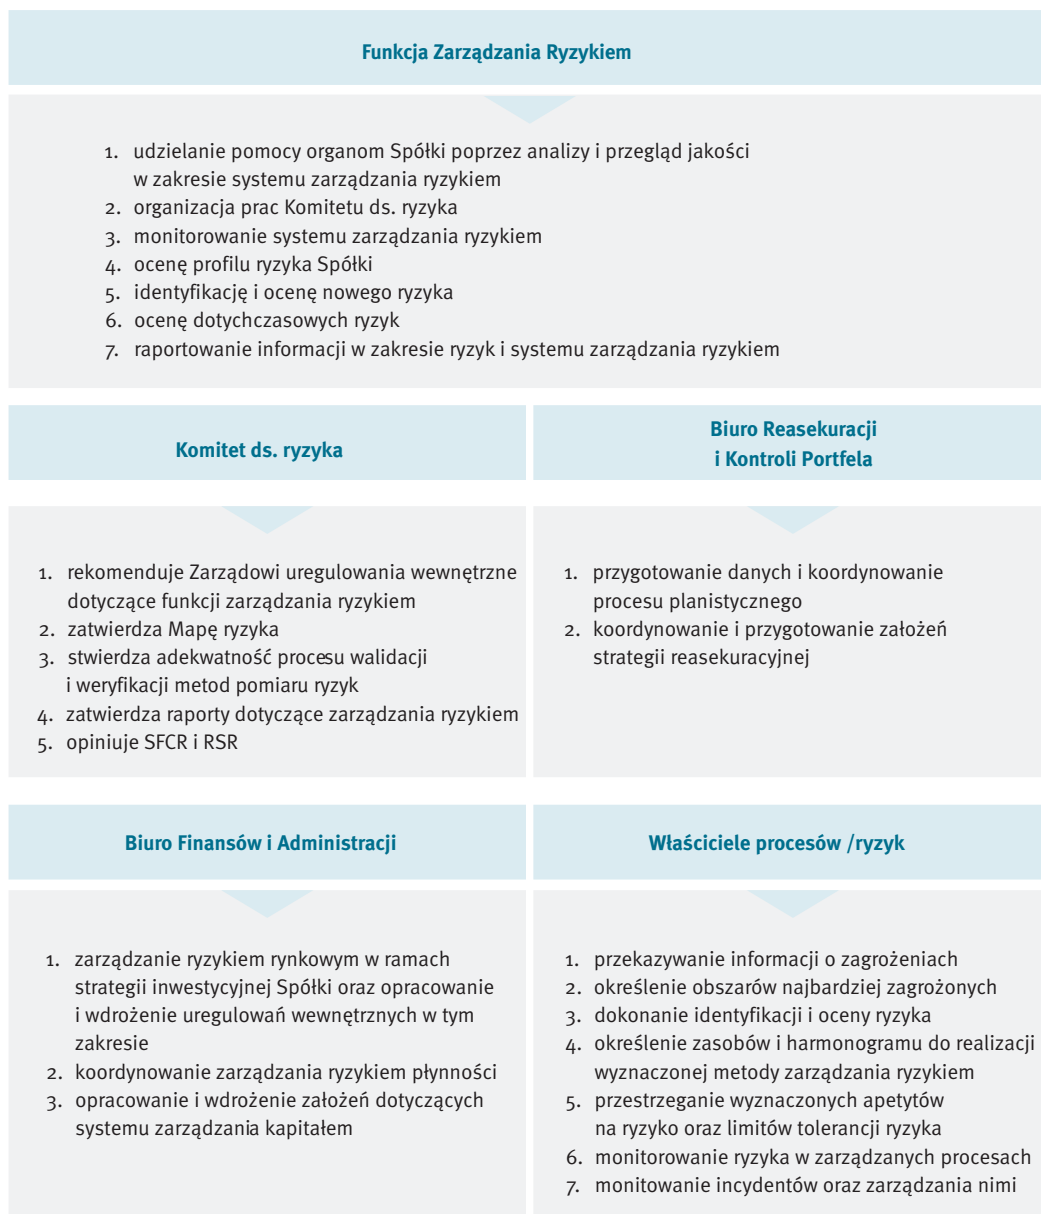 Funkcja Zarządzania Ryzykiem
1. udzielanie pomocy organom Spółki poprzez analizy i przegląd jakości
w zakresie systemu zarządzania ryzykiem
2. organizacja prac Komitetu ds. ryzyka
3. monitorowanie systemu zarządzania ryzykiem
4. ocenę profilu ryzyka Spółki
5. identyfikację i ocenę nowego ryzyka
6. ocenę dotychczasowych ryzyk
7. raportowanie informacji w zakresie ryzyk i systemu zarządzania ryzykiem
Komitet ds. ryzyka
1. rekomenduje Zarządowi uregulowania wewnętrzne
dotyczące funkcji zarządzania ryzykiem
2. zatwierdza Mapę ryzyka
3. stwierdza adekwatność procesu walidacji
i weryfikacji metod pomiaru ryzyk
4. zatwierdza raporty dotyczące zarządzania ryzykiem
5. opiniuje SFCR i RSR
Biuro Reasekuracji
i Kontroli Portfela
1. przygotowanie danych i koordynowanie
procesu planistycznego
2. koordynowanie i przygotowanie założeń
strategii reasekuracyjnej
Biuro Finansów i Administracji
1. zarządzanie ryzykiem rynkowym w ramach
strategii inwestycyjnej Spółki oraz opracowanie
i wdrożenie uregulowań wewnętrznych w tym
zakresie
2. koordynowanie zarządzania ryzykiem płynności
3. opracowanie i wdrożenie założeń dotyczących
systemu zarządzania kapitałem
Właściciele procesów /ryzyk
1. przekazywanie informacji o zagrożeniach
2. określenie obszarów najbardziej zagrożonych
3. dokonanie identyfikacji i oceny ryzyka
4. określenie zasobów i harmonogramu do realizacji
wyznaczonej metody zarządzania ryzykiem
5. przestrzeganie wyznaczonych apetytów
na ryzyko oraz limitów tolerancji ryzyka
6. monitorowanie ryzyka w zarządzanych procesach
7. monitowanie incydentów oraz zarządzania nimi